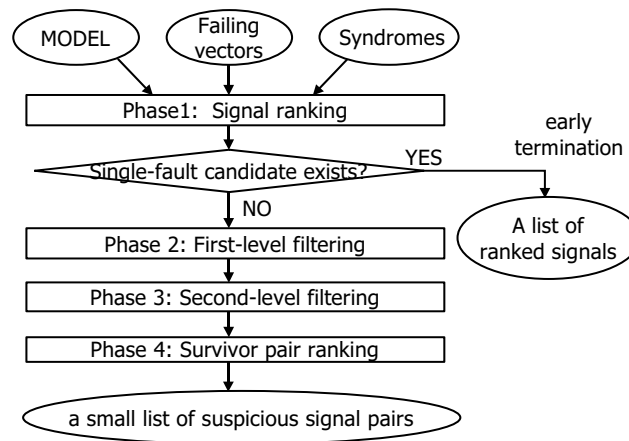 MODEL
Failing
vectors
Syndromes
Phase1: Signal ranking
early
termination
Single-fault candidate exists?
YES
NO
A list of
ranked signals
Phase 2: First-level filtering
Phase 3: Second-level filtering
Phase 4: Survivor pair ranking
a small list of suspicious signal pairs